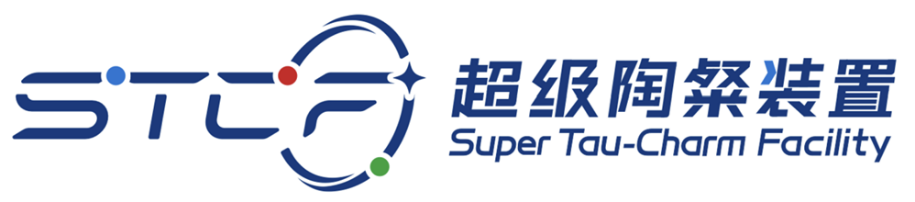 STCF
超级陶粲装置
Super Tau-Charm Facility